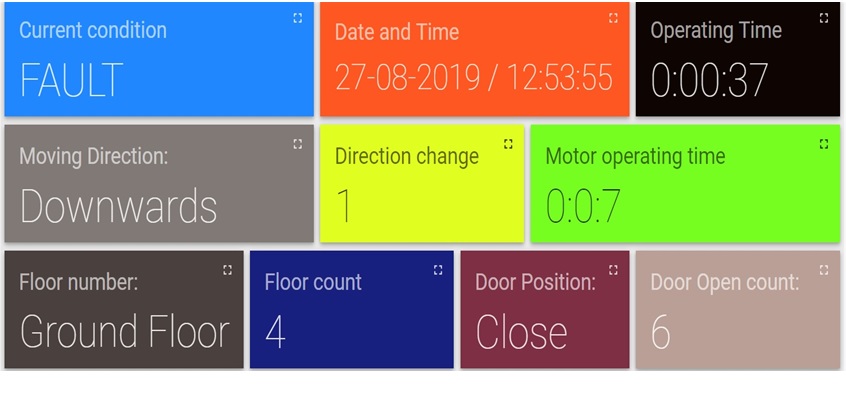 Current condition
FAULT
Date and Time
27-08-2019 / 12:53:55
Operating Time
0:00:37
Moving Direction:
Downwards
Direction change
1
Motor operating time
0:0:7
Floor number:
Ground Floor
Floor count
4
Door Position:
Close
Door Open count:
6